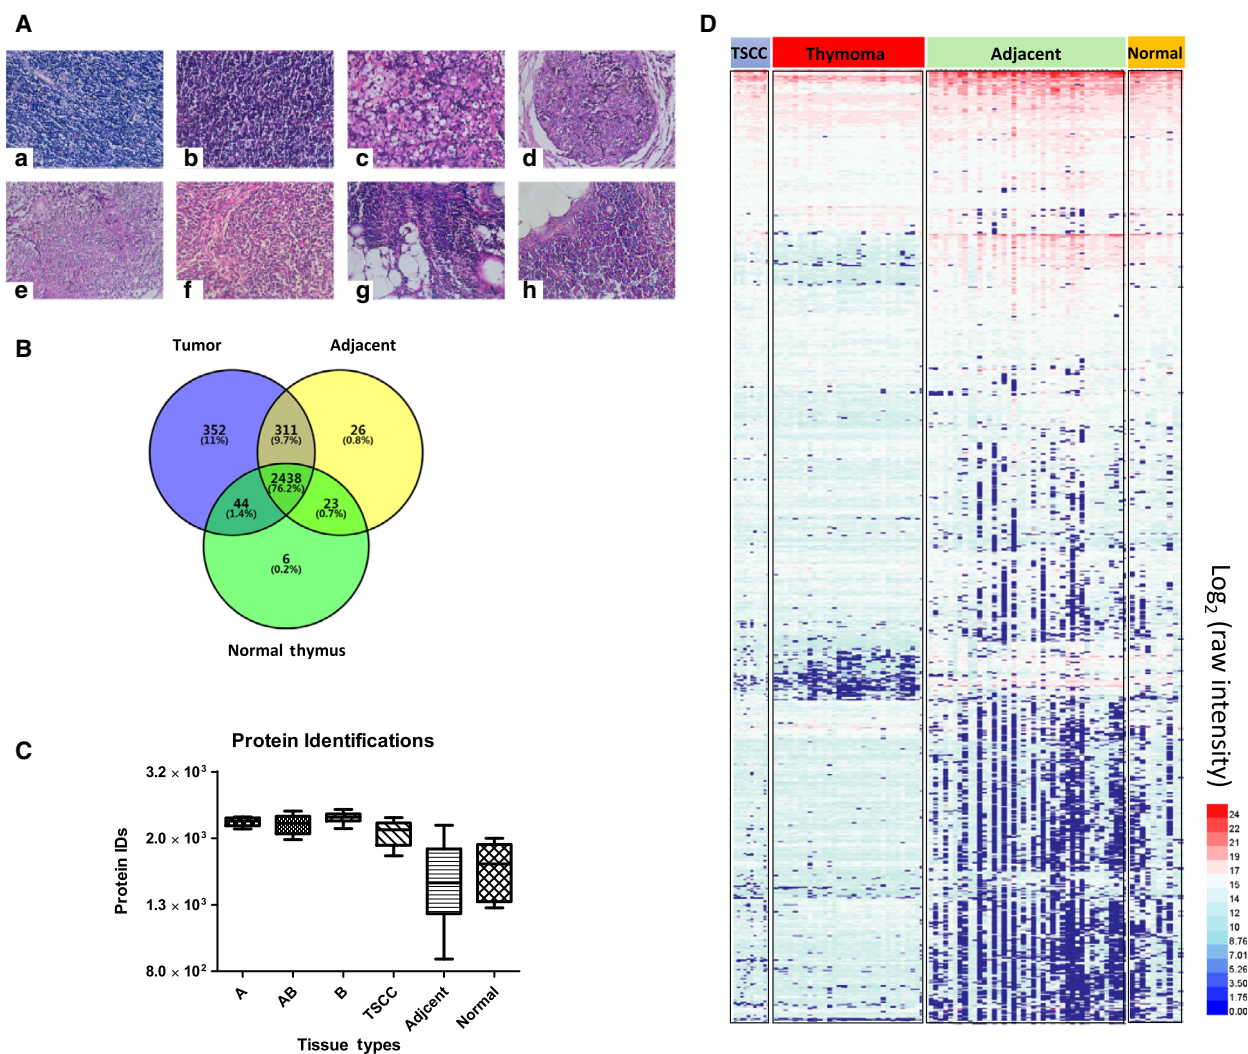 A
a
b
c
d
e
f
g
h
B
Tumor
Adjacent
352
(11%)
311
(9.7%)
26
(0.8%)
2438
(76.2%)
44
(1.4%)
23
(0.7%)
6
(0.2%)
Normal thymus
C
Protein Identifications
Protein IDs
3.2 × 10³
2.0 × 10³
1.3 × 10³
8.0 × 10²
A
AB
B
TSCC
Adjcent
Normal
Tissue types
D
TSCC
Thymoma
Adjacent
Normal
Log₂ (raw intensity)
24
22
21
19
17
15
14
12
10
8.76
7.01
5.26
3.50
1.75
0.00